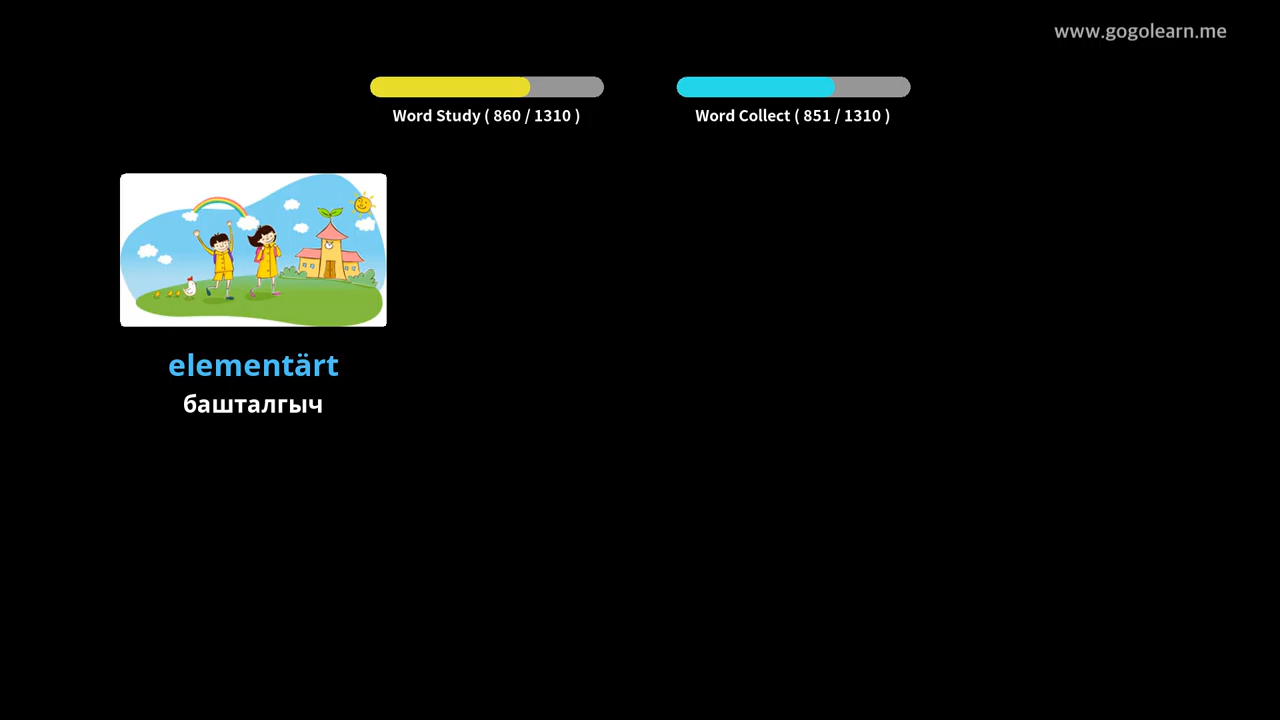 www.gogolearn.me
Word Study ( 860 / 1310 )
Word Collect ( 851 / 1310 )
elementärt
башталгыч